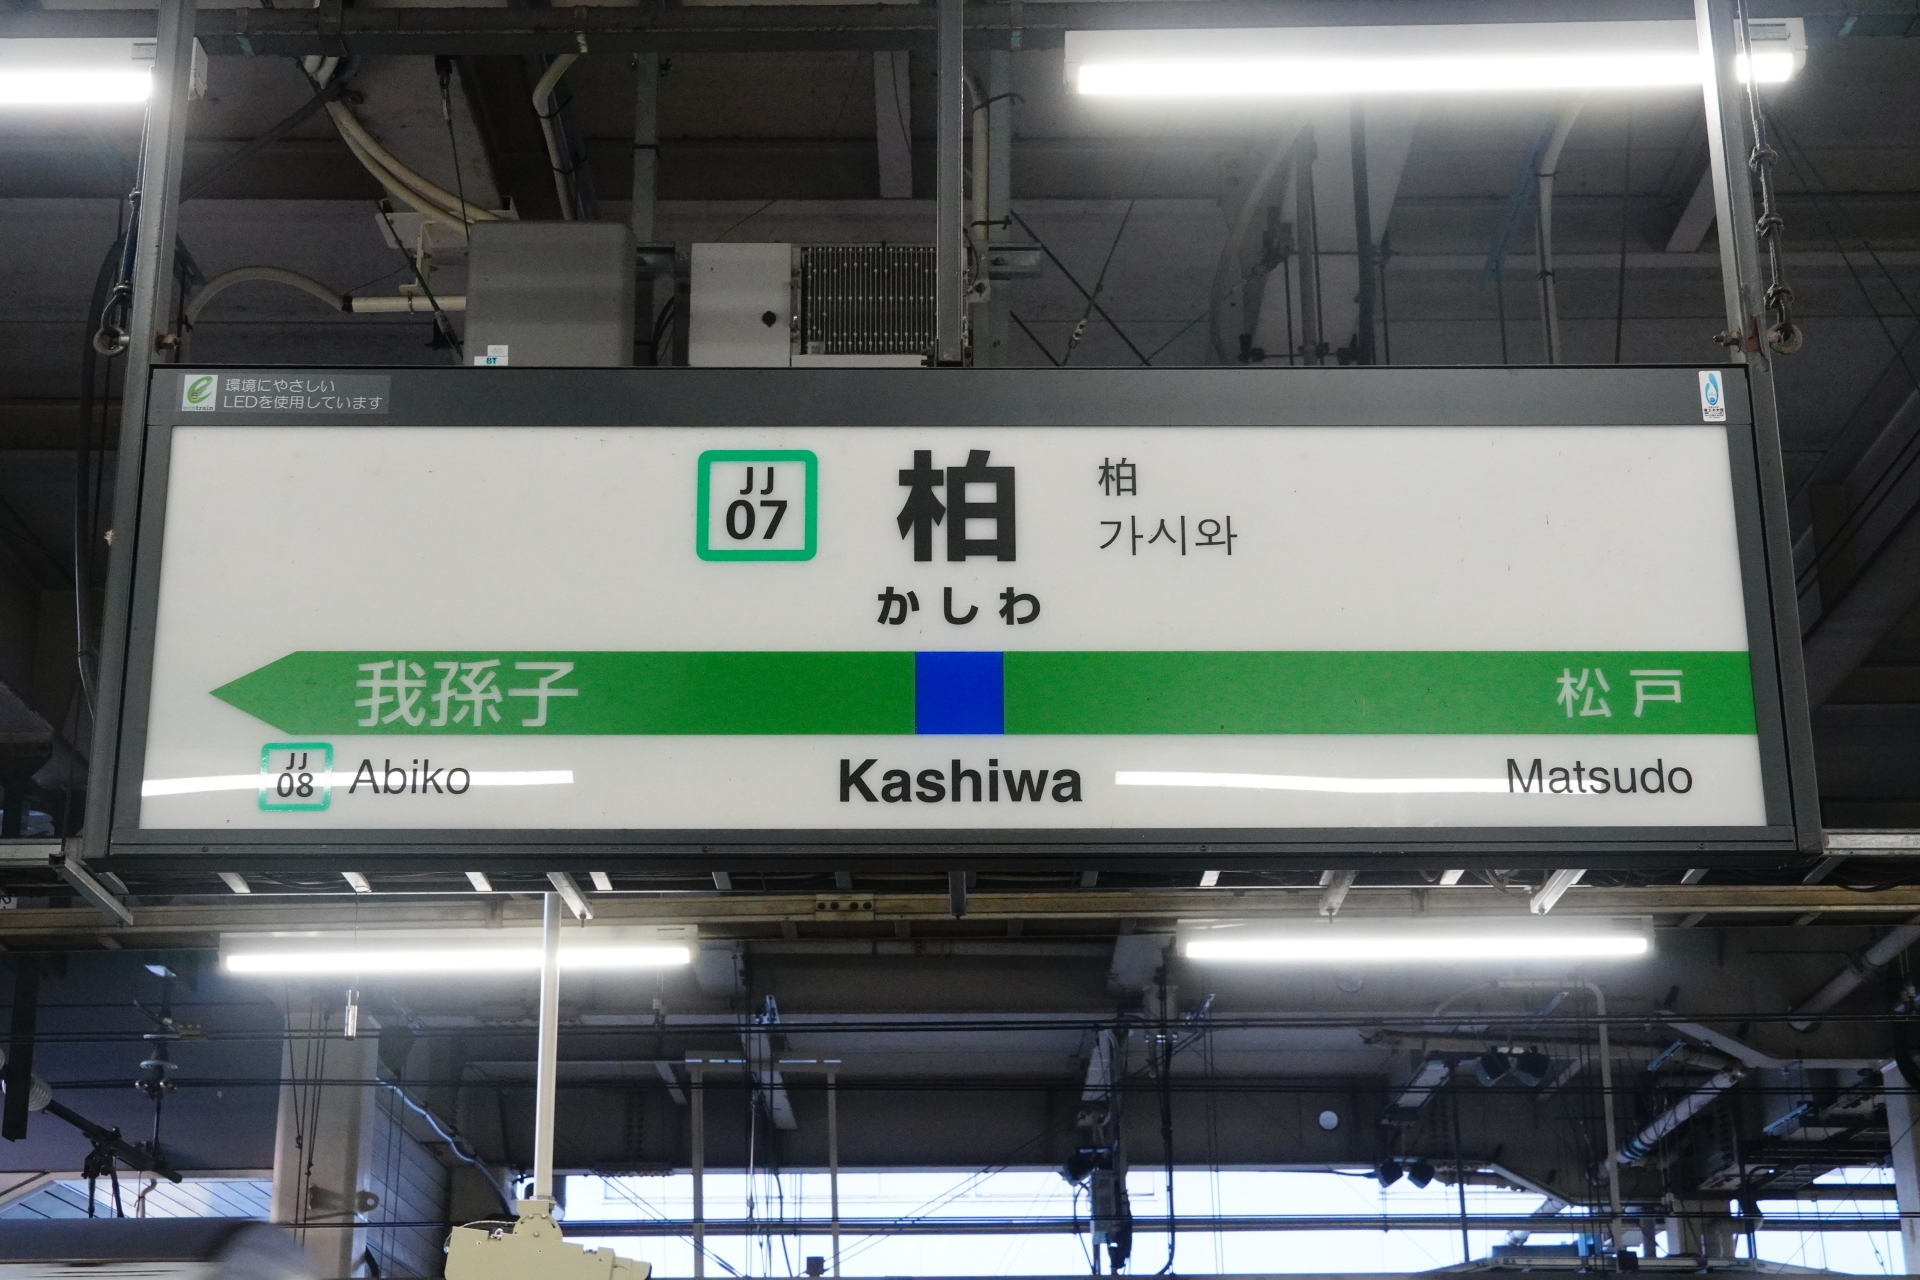 環境にやさしい
LEDを使用しています
JJ
07
柏
柏
가시와
かしわ
我孫子
松戸
JJ
08
Abiko
Kashiwa
Matsudo
BT